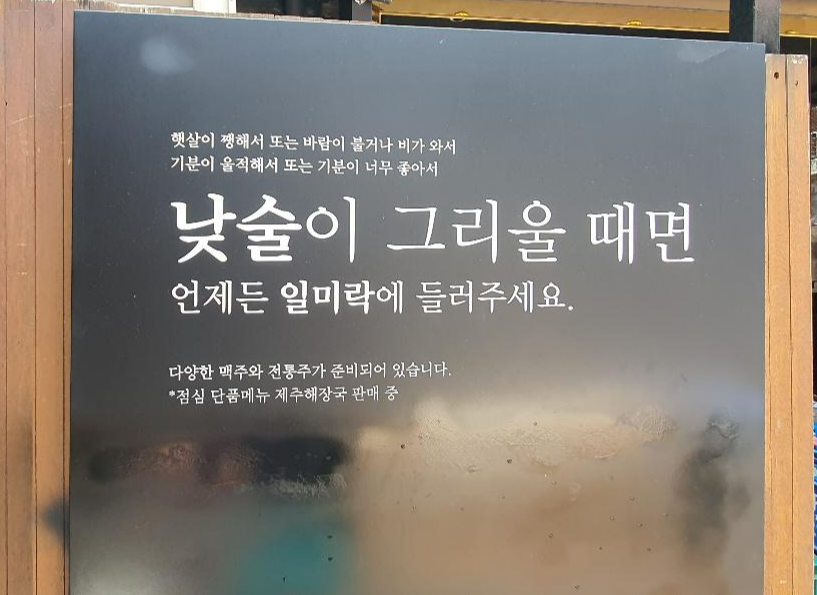 햇살이 쨍해서 또는 바람이 불거나 비가 와서
기분이 울적해서 또는 기분이 너무 좋아서
낮술이 그리울 때면
언제든 일미락에 들러주세요.
다양한 맥주와 전통주가 준비되어 있습니다.
*점심 단품메뉴 제추해장국 판매 중